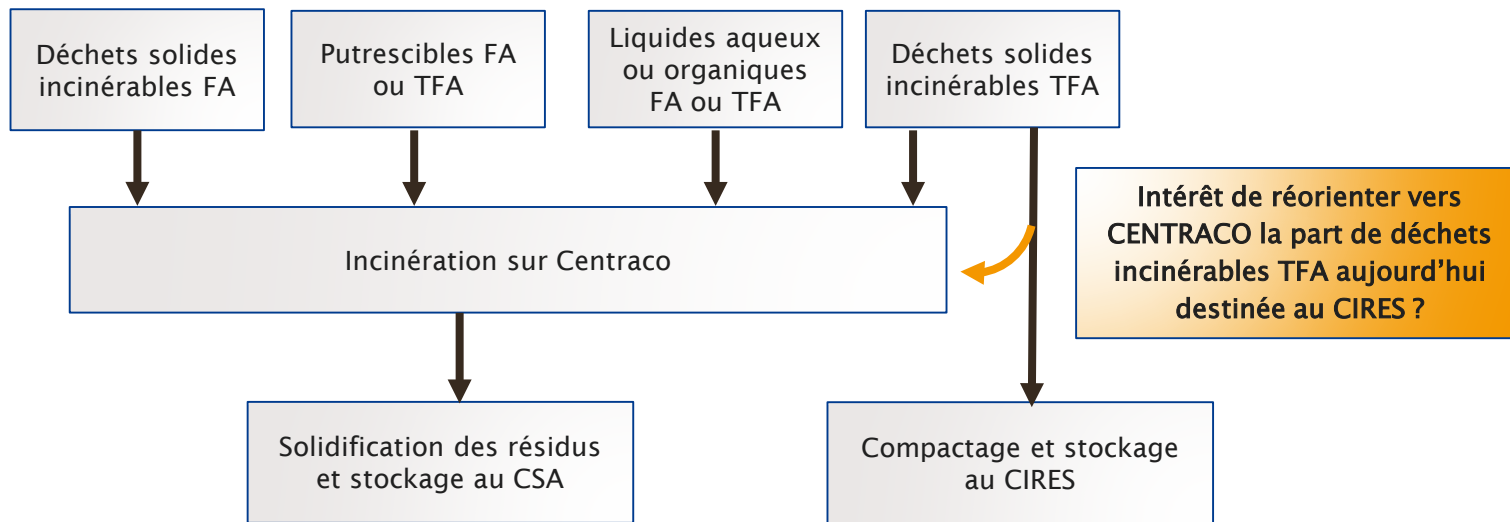 Déchets solides
incinérables FA
Putrescibles FA
ou TFA
Liquides aqueux
ou organiques
FA ou TFA
Déchets solides
incinérables TFA
Intérêt de réorienter vers
CENTRACO la part de déchets
incinérables TFA aujourd’hui
destinée au CIRES ?
Incinération sur Centraco
Solidification des résidus
et stockage au CSA
Compactage et stockage
au CIRES